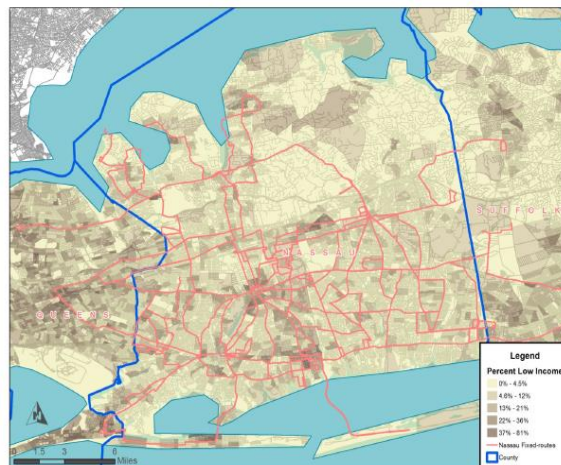 SUFFOLK
NASSAU
QUEENS
Legend
Percent Low Income
0% - 4.5%
4.6% - 12%
13% - 21%
22% - 36%
37% - 81%
Nassau Fixed-routes
County
0 1.5 3 6
Miles